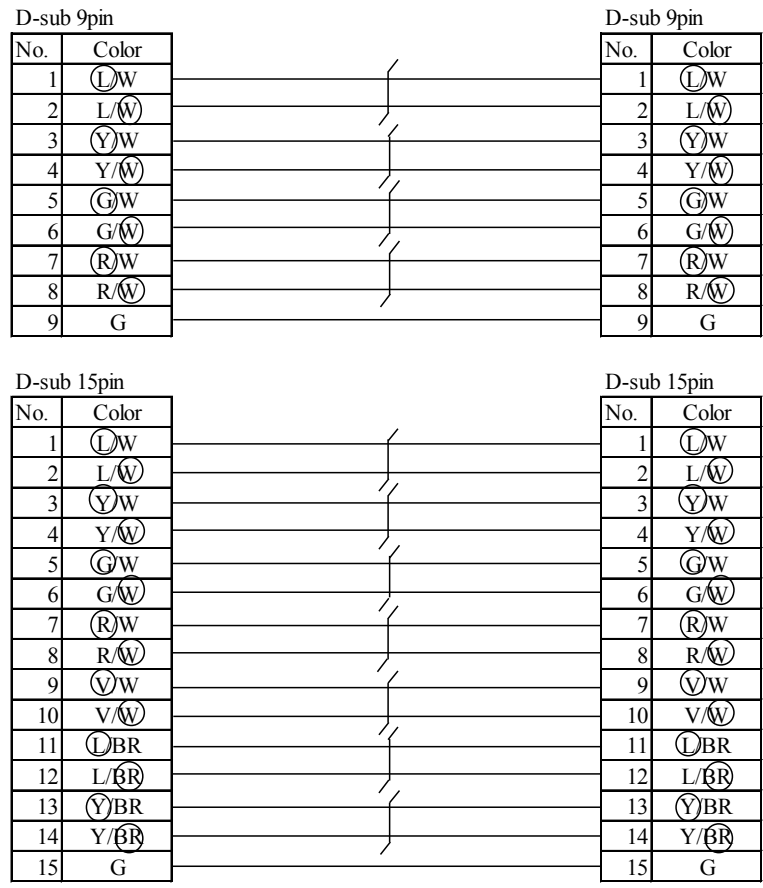 D-sub 9pin D-sub 9pin
No. Color No. Color
1 L/W 1 L/W
2 L/W 2 L/W
3 Y/W 3 Y/W
4 Y/W 4 Y/W
5 G/W 5 G/W
6 G/W 6 G/W
7 R/W 7 R/W
8 R/W 8 R/W
9 G 9 G
D-sub 15pin D-sub 15pin
No. Color No. Color
1 L/W 1 L/W
2 L/W 2 L/W
3 Y/W 3 Y/W
4 Y/W 4 Y/W
5 G/W 5 G/W
6 G/W 6 G/W
7 R/W 7 R/W
8 R/W 8 R/W
9 V/W 9 V/W
10 V/W 10 V/W
11 L/BR 11 L/BR
12 L/BR 12 L/BR
13 Y/BR 13 Y/BR
14 Y/BR 14 Y/BR
15 G 15 G